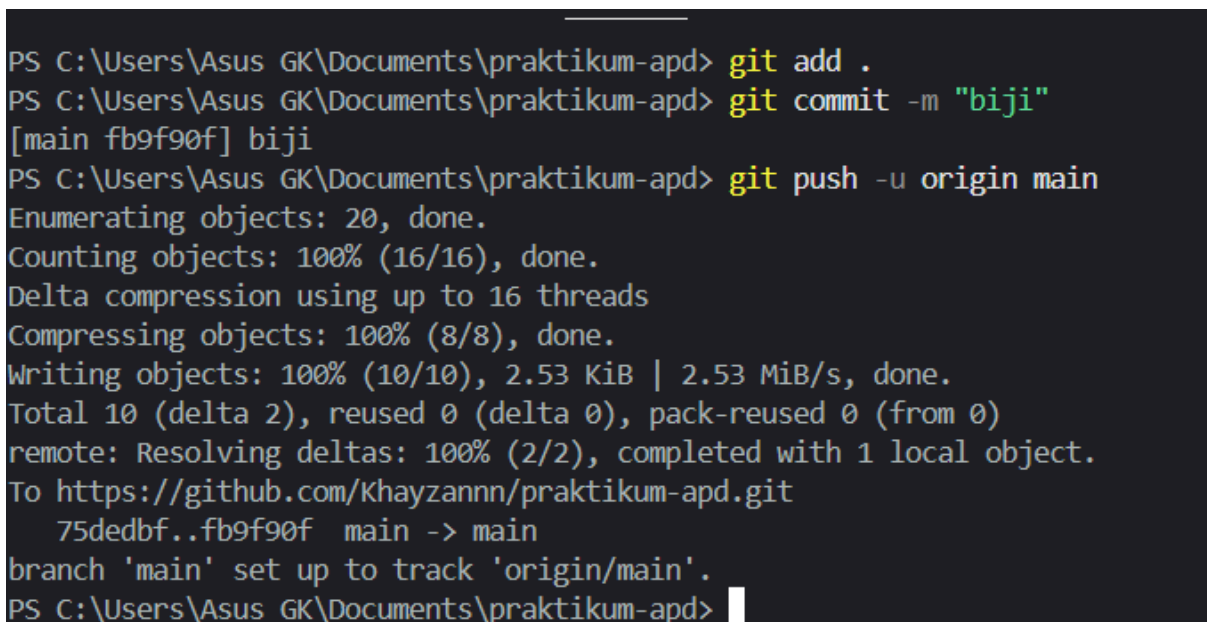 PS C:\Users\Asus GK\Documents\praktikum-apd> git add .
PS C:\Users\Asus GK\Documents\praktikum-apd> git commit -m "biji"
[main fb9f90f] biji
PS C:\Users\Asus GK\Documents\praktikum-apd> git push -u origin main
Enumerating objects: 20, done.
Counting objects: 100% (16/16), done.
Delta compression using up to 16 threads
Compressing objects: 100% (8/8), done.
Writing objects: 100% (10/10), 2.53 KiB | 2.53 MiB/s, done.
Total 10 (delta 2), reused 0 (delta 0), pack-reused 0 (from 0)
remote: Resolving deltas: 100% (2/2), completed with 1 local object.
To https://github.com/Khayzannn/praktikum-apd.git
   75dedbf..fb9f90f  main -> main
branch 'main' set up to track 'origin/main'.
PS C:\Users\Asus GK\Documents\praktikum-apd>